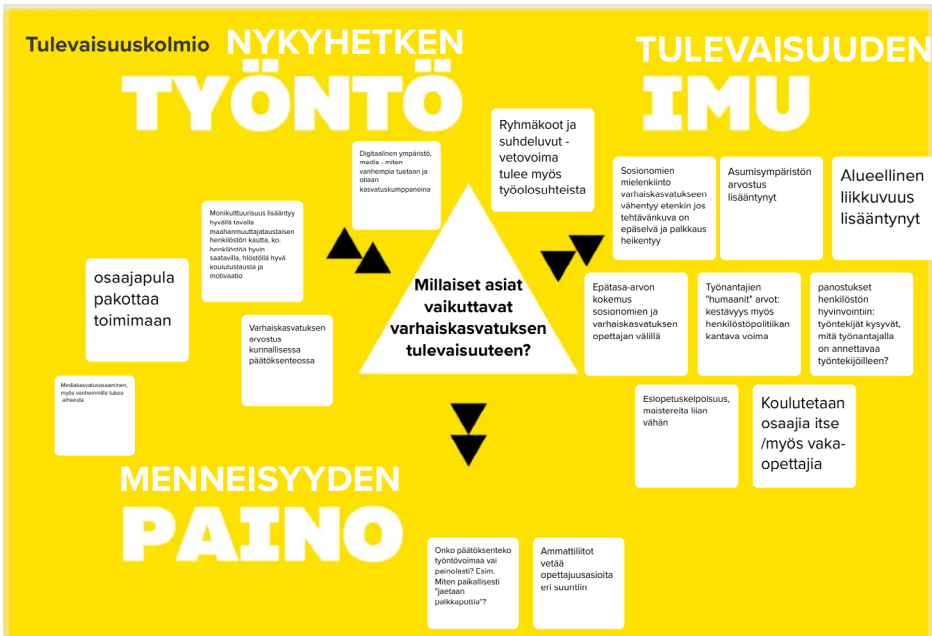 Tulevaisuuskolmio
NYKYHETKEN
TYÖNTÖ
TULEVAISUUDEN
IMU
Digitaalinen ympäristö,
media - miten
vanhempia tuetaan ja
ollaan
kasvatuskumppaneina
Ryhmäkoot ja
suhdeluvut -
vetovoima
tulee myös
työolosuhteista
Sosionomien
mielenkiinto
varhaiskasvatukseen
vähentyy etenkin jos
tehtävänkuva on
epäselvä ja palkkaus
heikentyy
Asumisympäristön
arvostus
lisääntynyt
Alueellinen
liikkuvuus
lisääntynyt
Monikulttuurisuus lisääntyy
hyvällä tavalla
maahanmuuttajataustaisen
henkilöstön kautta, ko.
henkilöstöä hyvin
saatavilla, hlöstöllä hyvä
koulutustausta ja
motivaatio
osaajapula
pakottaa
toimimaan
Varhaiskasvatuksen
arvostus
kunnallisessa
päätöksenteossa
Mediakasvatusosaaminen,
myös vanhemmille tukea
aiheesta
Millaiset asiat
vaikuttavat
varhaiskasvatuksen
tulevaisuuteen?
Epätasa-arvon
kokemus
sosionomien ja
varhaiskasvatuksen
opettajan välillä
Työnantajien
"humaanit" arvot:
kestävyys myös
henkilöstöpolitiikan
kantava voima
panostukset
henkilöstön
hyvinvointiin:
työntekijät kysyvät,
mitä työnantajalla
on annettavaa
työntekijöilleen?
Esiopetuskelpoisuus,
maistereita liian
vähän
Koulutetaan
osaajia itse
/myös vaka-
opettajia
MENNEISYYDEN
PAINO
Onko päätöksenteko
työntövoimaa vai
painolasti? Esim.
Miten paikallisesti
"jaetaan
palkkapottia"?
Ammattiliitot
vetää
opettajuusasioita
eri suuntiin